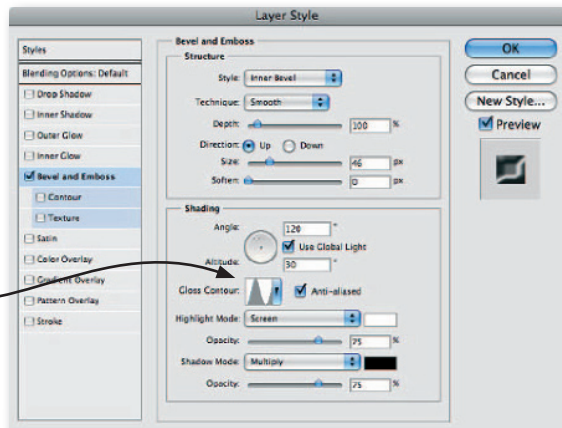 Layer Style
Styles
Blending Options: Default
Drop Shadow
Inner Shadow
Outer Glow
Inner Glow
Bevel and Emboss
Contour
Texture
Satin
Color Overlay
Gradient Overlay
Pattern Overlay
Stroke
Bevel and Emboss
Structure
Style: Inner Bevel
Technique: Smooth
Depth: 100 %
Direction: Up Down
Size: 46 px
Soften: 0 px
Shading
Angle: 120 °
Use Global Light
Altitude: 30 °
Gloss Contour: Anti-aliased
Highlight Mode: Screen
Opacity: 75 %
Shadow Mode: Multiply
Opacity: 75 %
OK
Cancel
New Style...
Preview